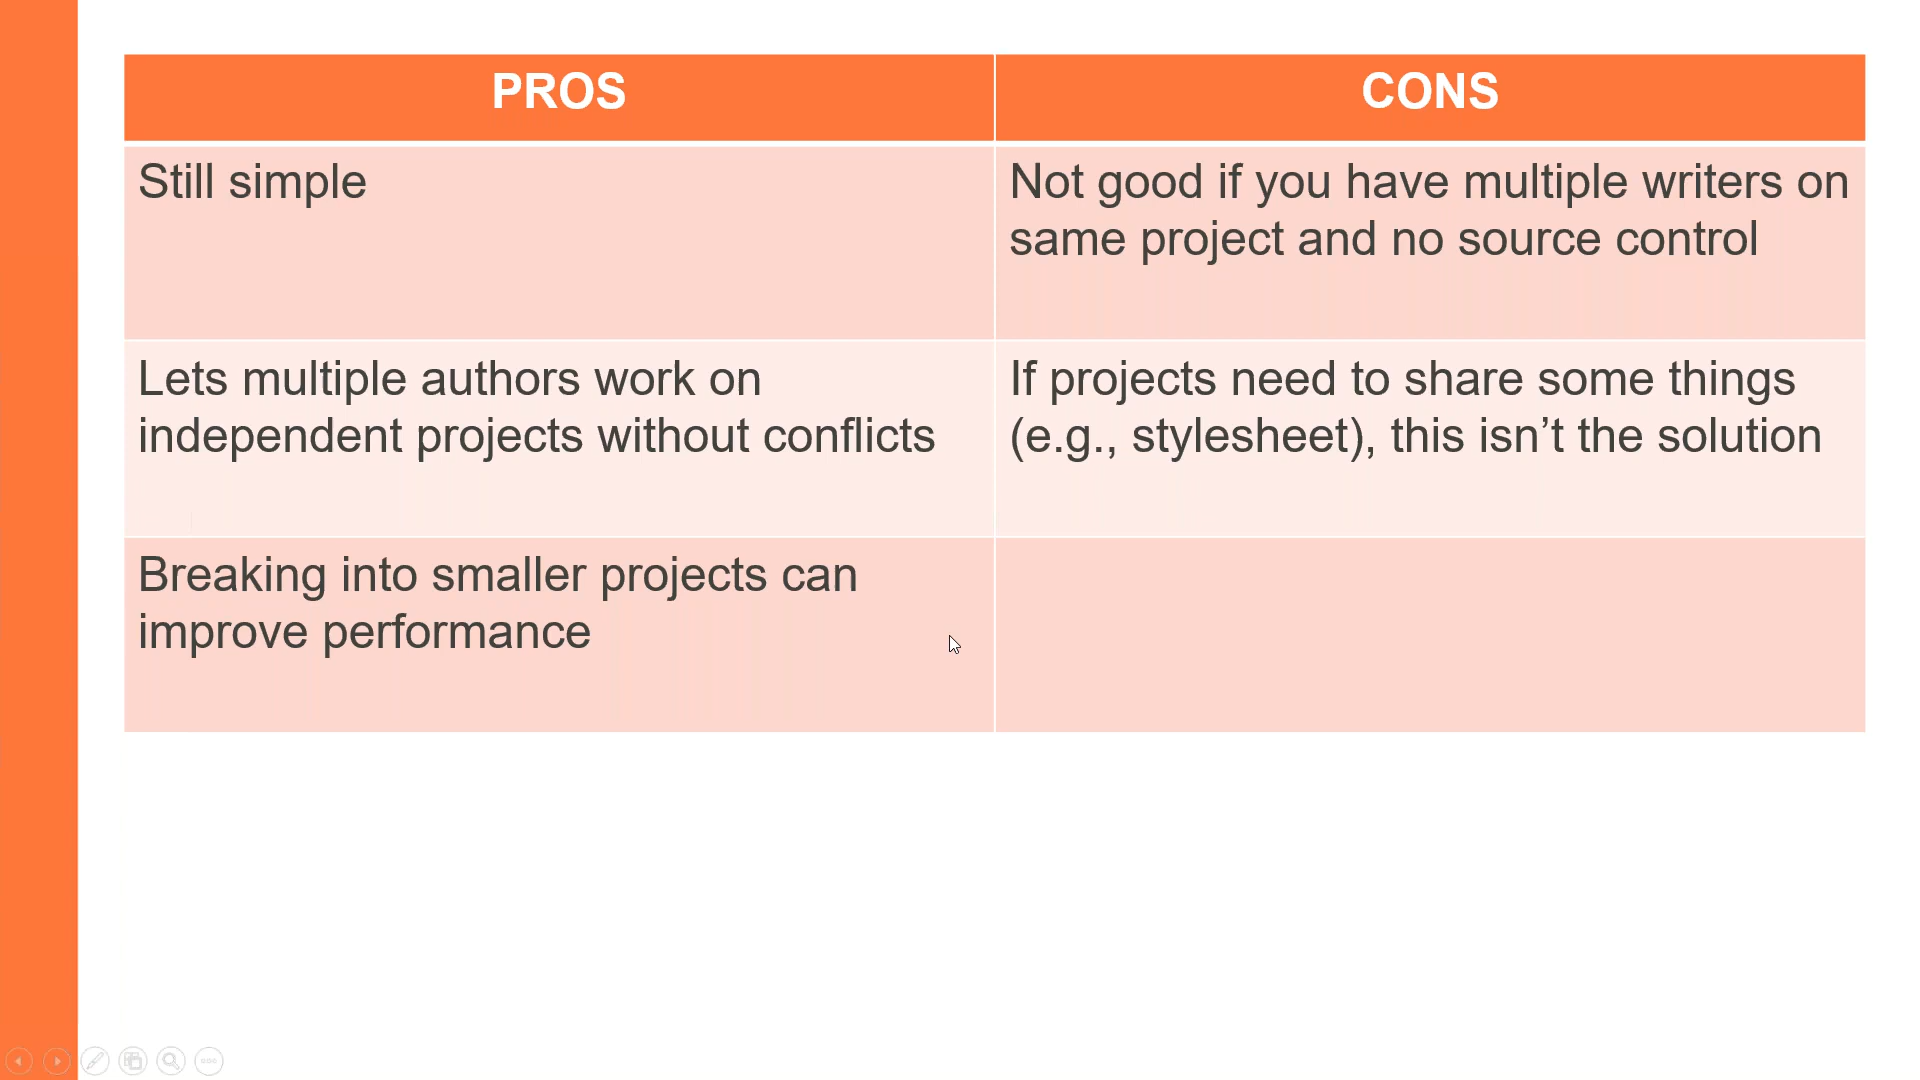 PROS
CONS
Still simple
Not good if you have multiple writers on
same project and no source control
Lets multiple authors work on
independent projects without conflicts
If projects need to share some things
(e.g., stylesheet), this isn’t the solution
Breaking into smaller projects can
improve performance